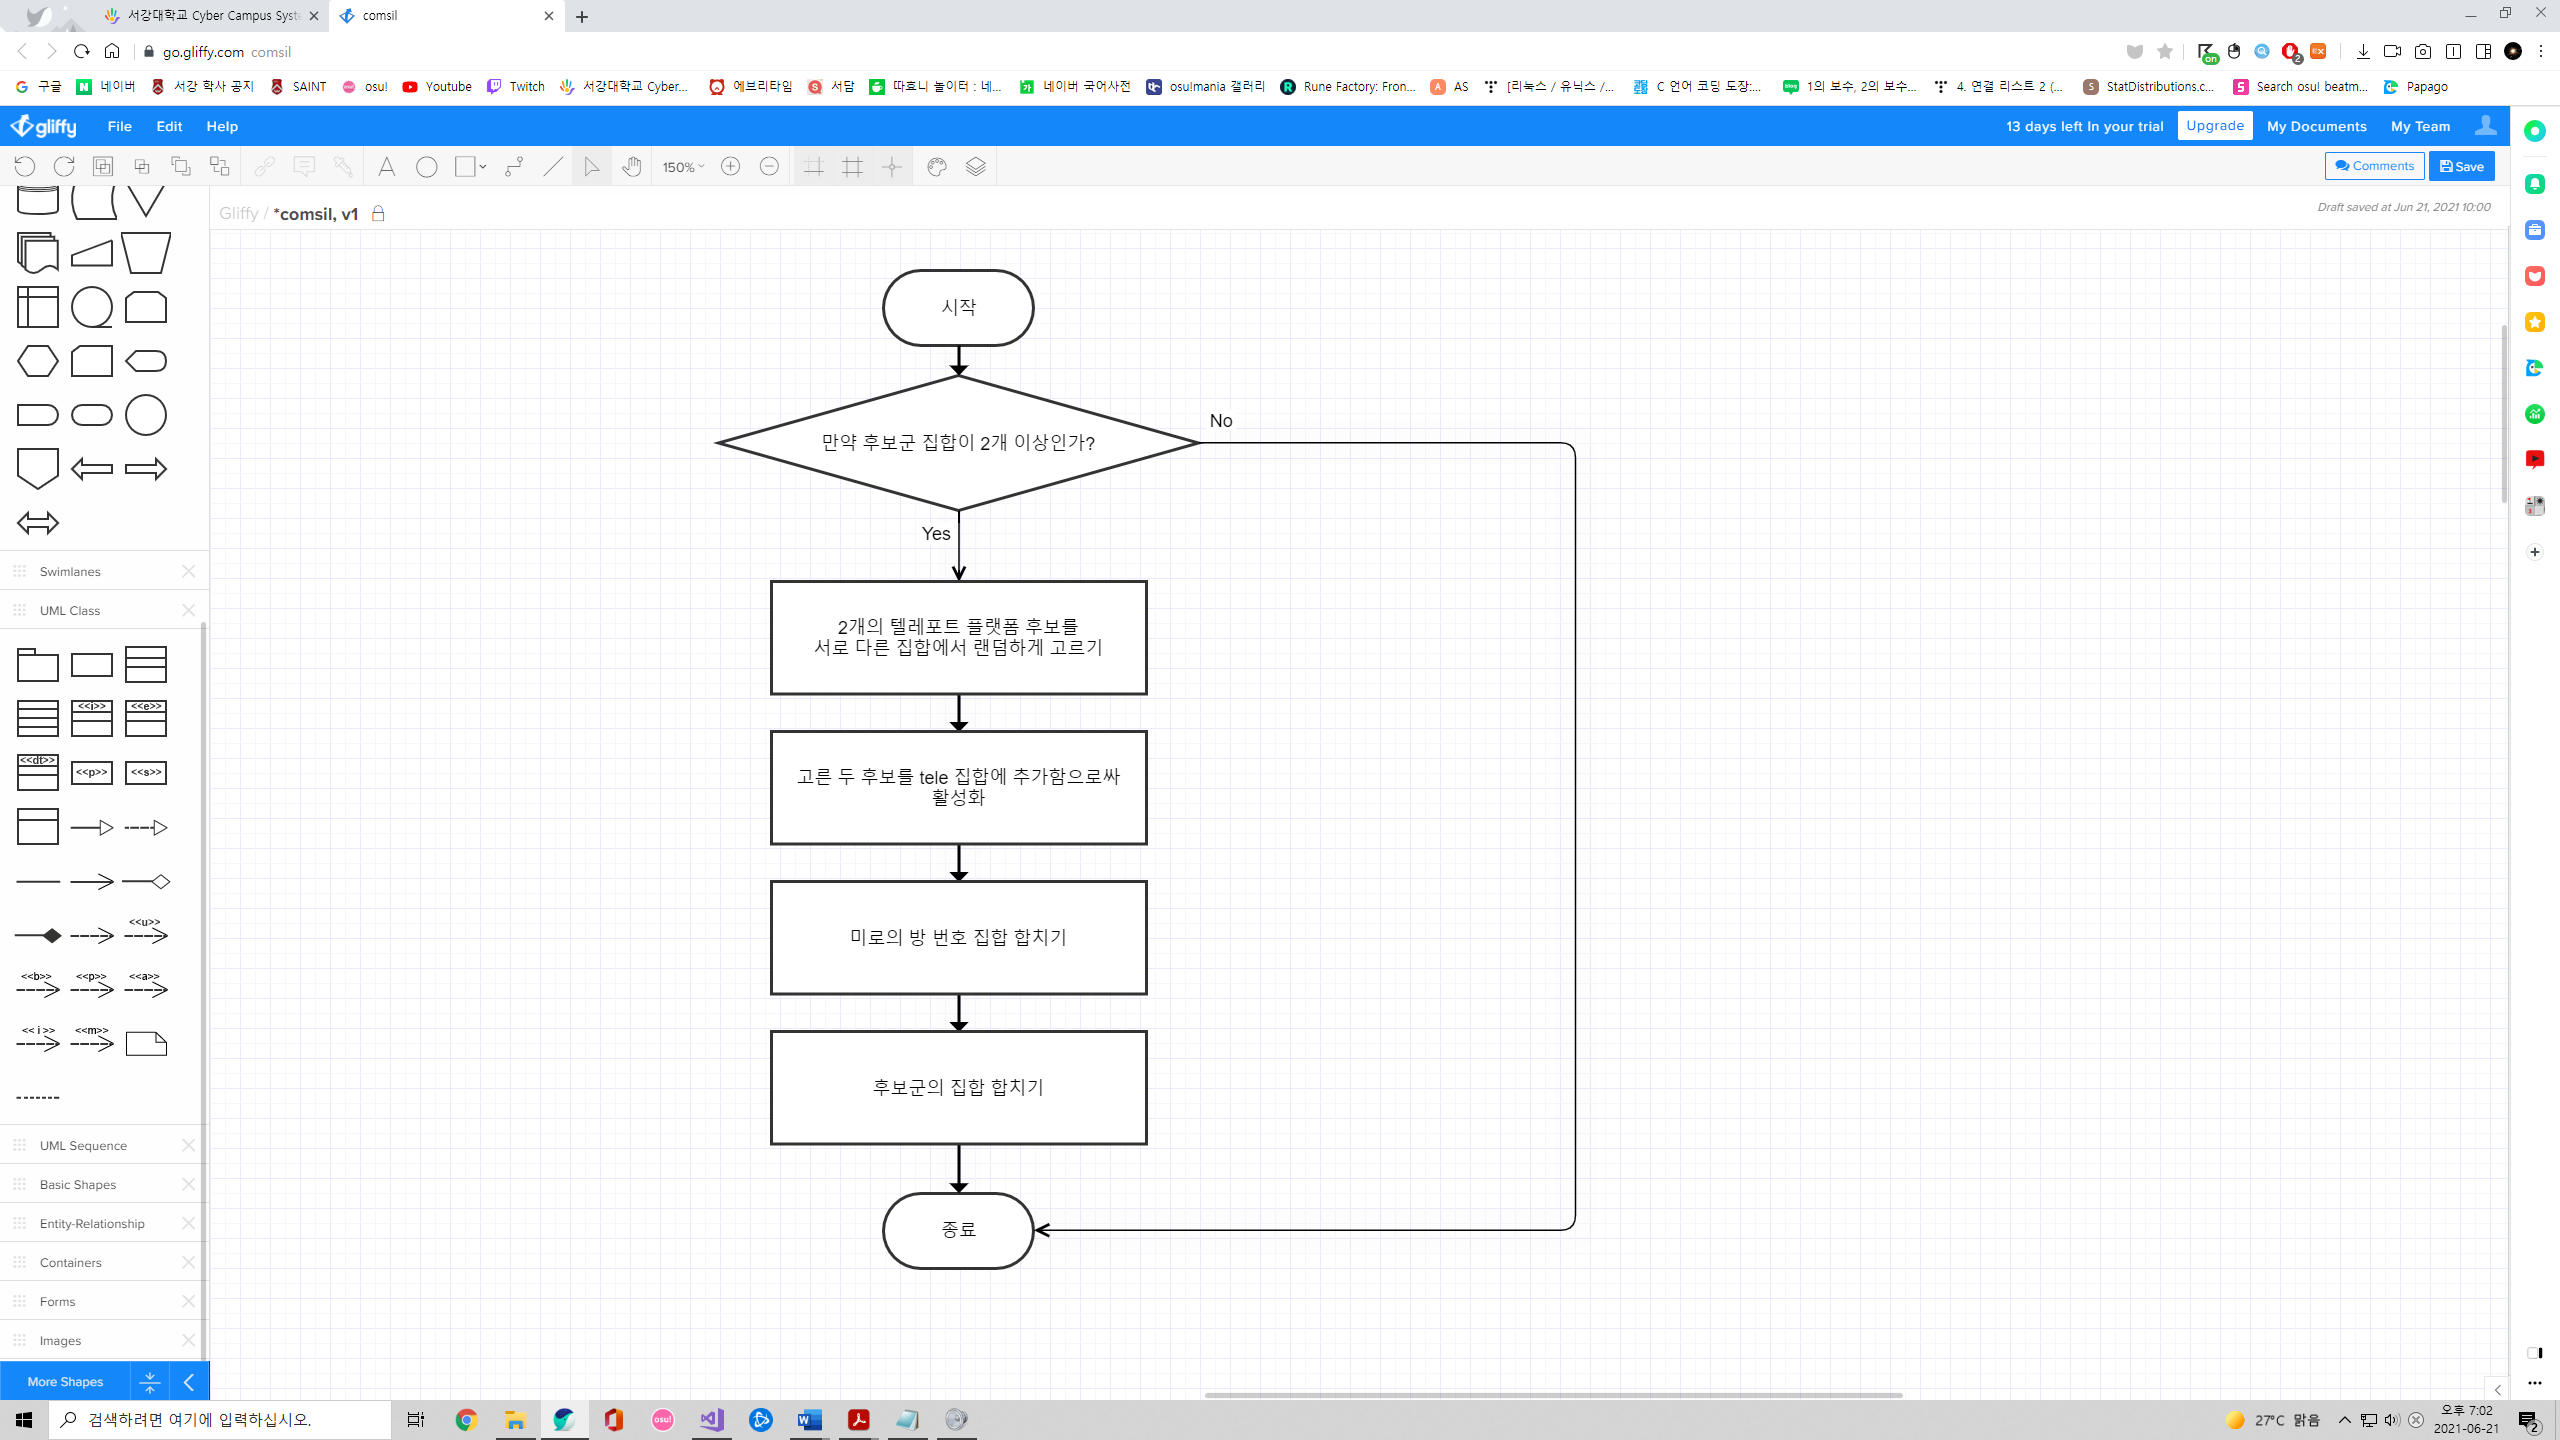 서강대학교 Cyber Campus Syst
comsil
go.gliffy.com comsil
구글
네이버
서강 학사 공지
SAINT
osu!
Youtube
Twitch
서강대학교 Cyber...
에브리타임
서담
따효니 놀이터 : 네...
네이버 국어사전
osu!mania 갤러리
Rune Factory: Fron...
AS
[리눅스 / 유닉스 /...
C 언어 코딩 도장:...
1의 보수, 2의 보수...
4. 연결 리스트 2 (...
StatDistributions.c...
Search osu! beatm...
Papago
gliffy
File
Edit
Help
13 days left In your trial
Upgrade
My Documents
My Team
150%
Comments
Save
Gliffy / *comsil, v1
Draft saved at Jun 21, 2021 10:00
시작
만약 후보군 집합이 2개 이상인가?
No
Yes
2개의 텔레포트 플랫폼 후보를
서로 다른 집합에서 랜덤하게 고르기
고른 두 후보를 tele 집합에 추가함으로싸
활성화
미로의 방 번호 집합 합치기
후보군의 집합 합치기
종료
Swimlanes
UML Class
<<i>>
<<e>>
<<dt>>
<<p>>
<<s>>
<<u>>
<<b>>
<<p>>
<<a>>
<< i >>
<<m>>
UML Sequence
Basic Shapes
Entity-Relationship
Containers
Forms
Images
More Shapes
검색하려면 여기에 입력하십시오.
osu!
27°C 맑음
오후 7:02
2021-06-21
2